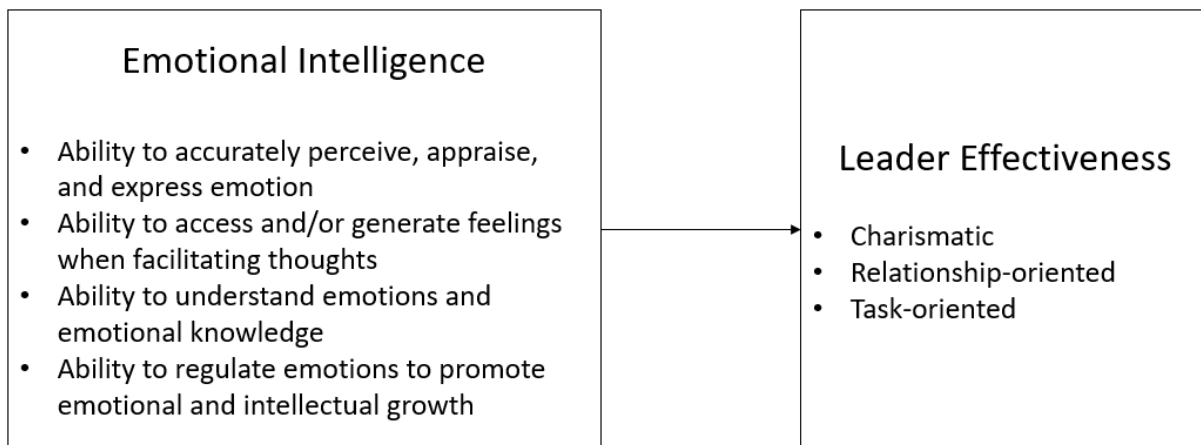 Emotional Intelligence
• Ability to accurately perceive, appraise,
and express emotion
• Ability to access and/or generate feelings
when facilitating thoughts
• Ability to understand emotions and
emotional knowledge
• Ability to regulate emotions to promote
emotional and intellectual growth
Leader Effectiveness
• Charismatic
• Relationship-oriented
• Task-oriented